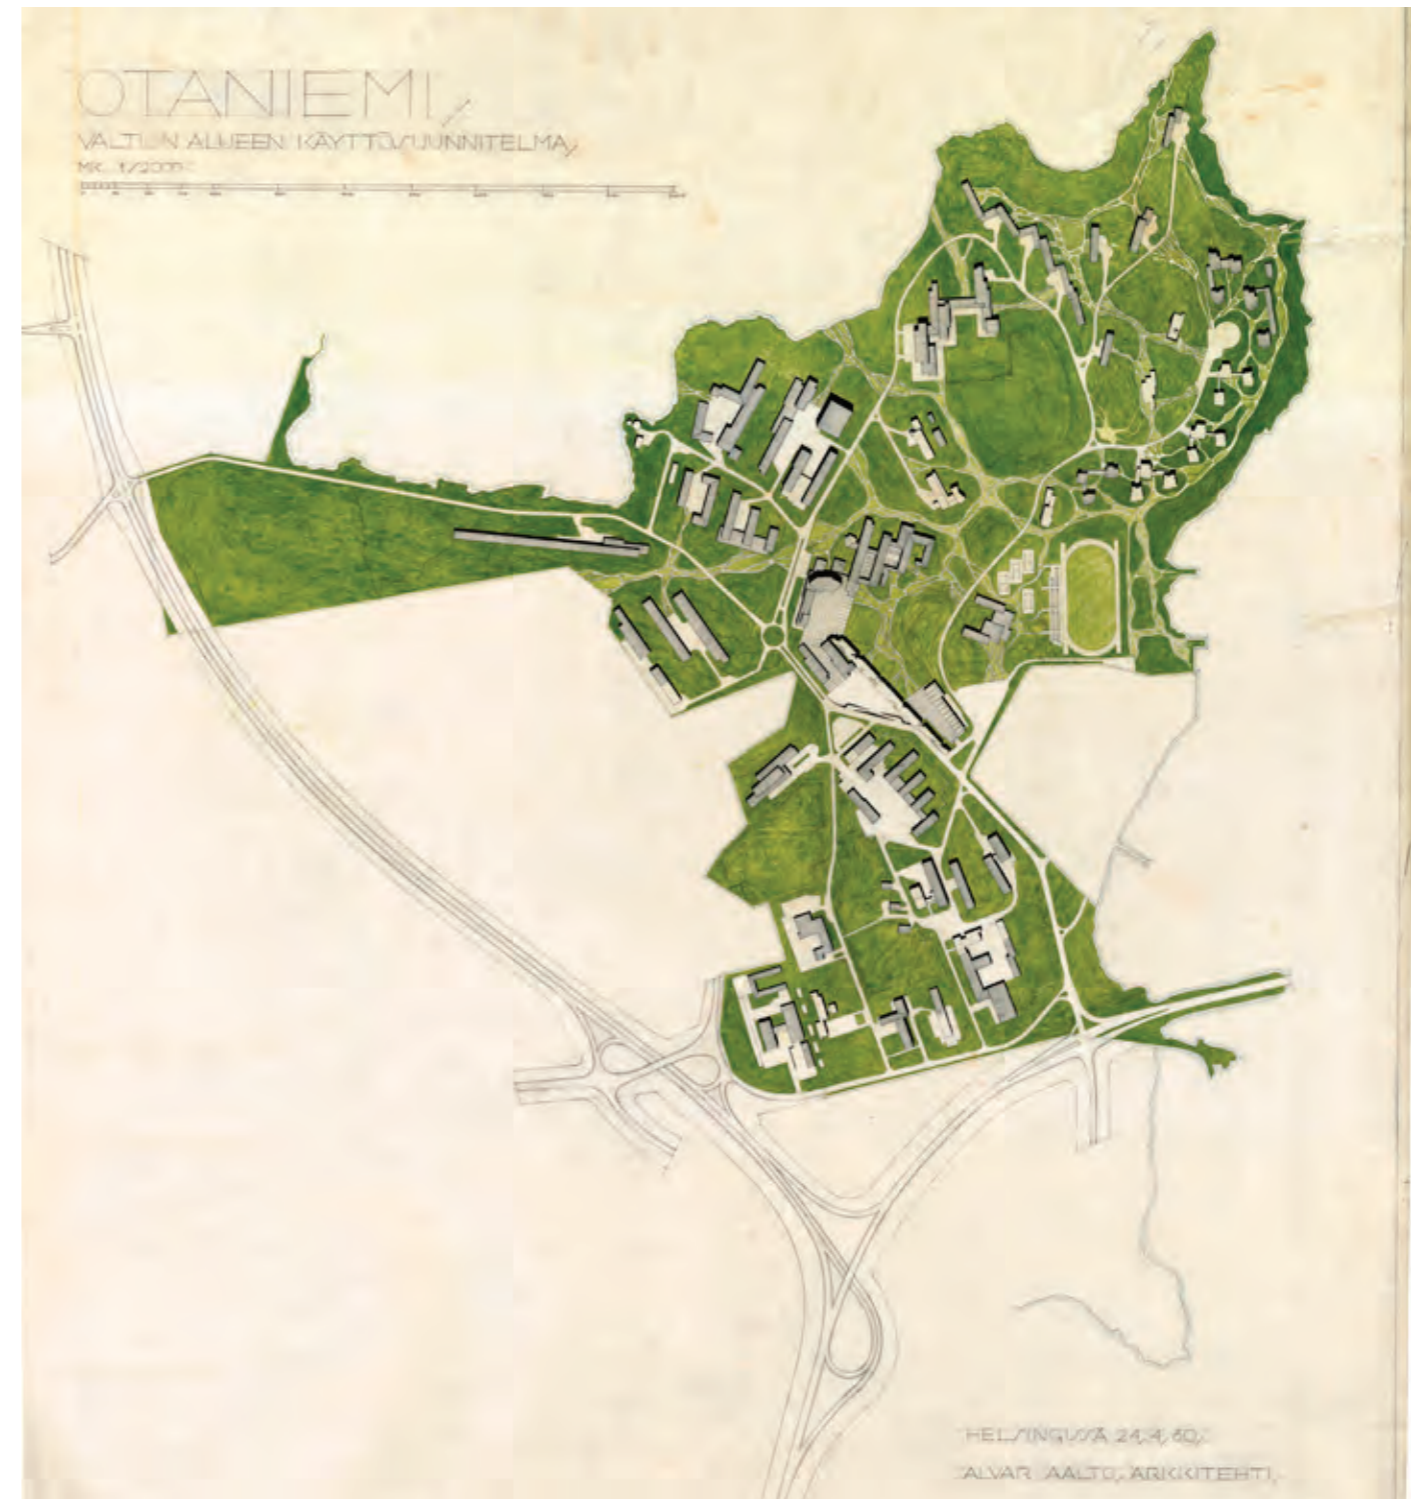 OTANIEMI,
VALTION ALUEEN KÄYTTÖSUUNNITELMA,
MK. 1/2000
HELSINGISSÄ 24,4,60,
ALVAR AALTO, ARKKITEHTI,